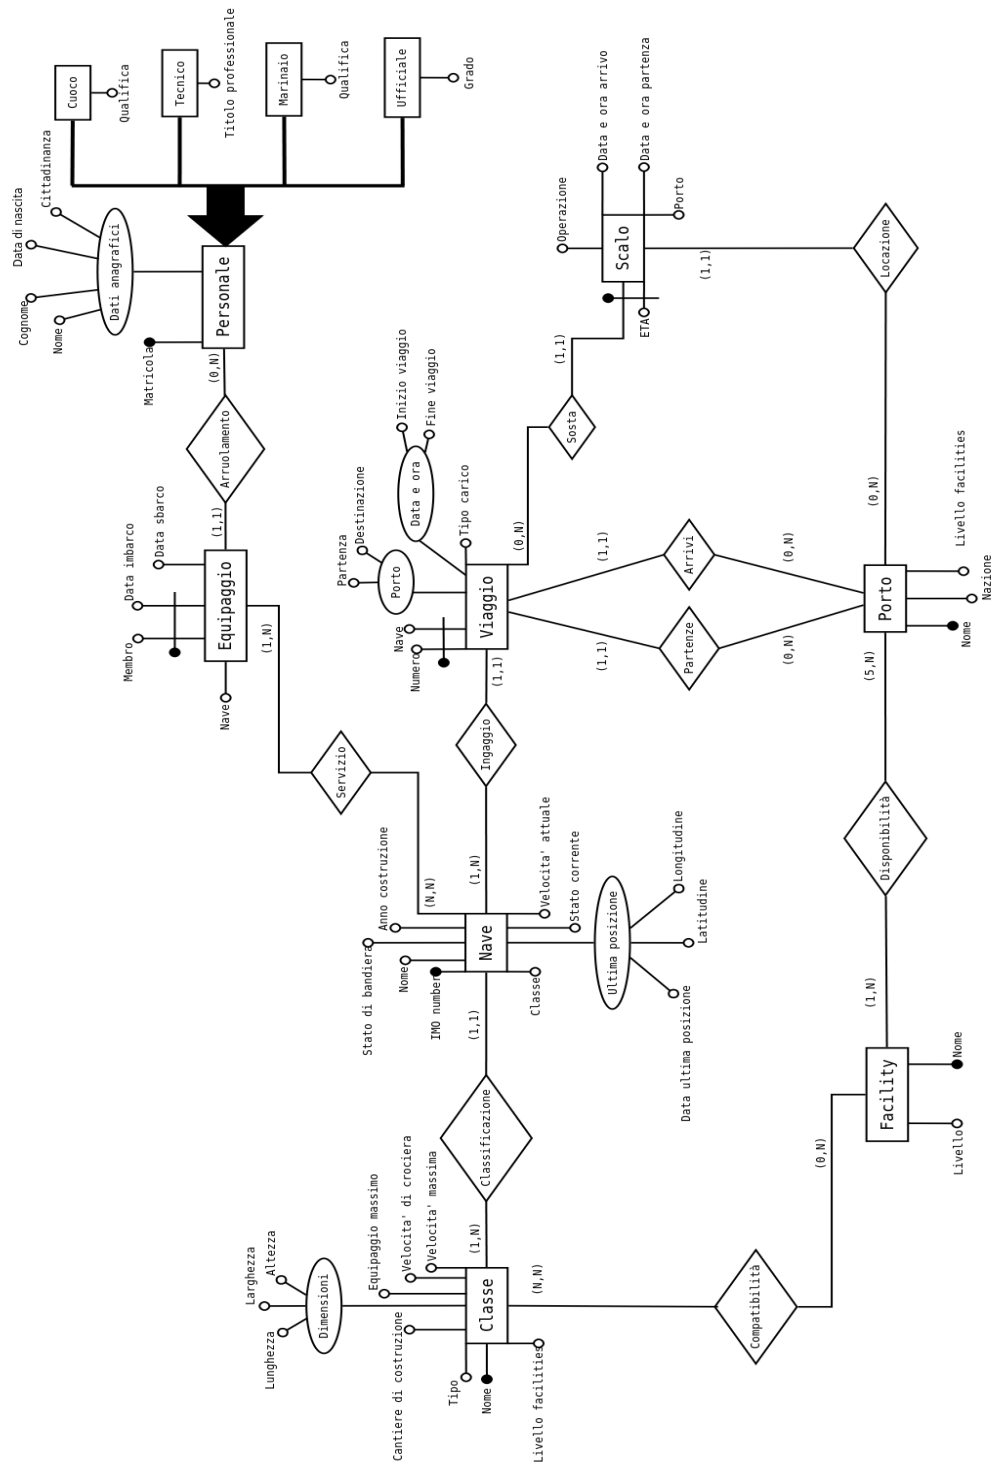 Cuoco
Qualifica
Tecnico
Titolo professionale
Marinaio
Qualifica
Ufficiale
Grado
Data di nascita
Cittadinanza
Cognome
Nome
Dati anagrafici
Matricola
Personale
(0,N)
Arruolamento
(1,1)
Data imbarco
Data sbarco
Membro
Equipaggio
Nave
(1,N)
Servizio
(N,N)
Operazione
Data e ora arrivo
Data e ora partenza
Porto
Scalo
ETA
(1,1)
Locazione
(0,N)
(1,1)
Sosta
(0,N)
Inizio viaggio
Fine viaggio
Data e ora
Tipo carico
Partenza
Destinazione
Porto
Nave
Numero
Viaggio
(1,1)
Arrivi
(0,N)
(1,1)
Partenze
(0,N)
Livello facilities
Nazione
Nome
Porto
(5,N)
Disponibilità
(1,N)
(1,1)
Ingaggio
(1,N)
Anno costruzione
Stato di bandiera
Nome
IMO number
Classe
Velocita' attuale
Stato corrente
Nave
Ultima posizione
Longitudine
Latitudine
Data ultima posizione
(1,1)
Classificazione
(1,N)
Facility
Nome
Livello
(0,N)
Compatibilità
(N,N)
Altezza
Larghezza
Lunghezza
Dimensioni
Equipaggio massimo
Velocita' di crociera
Velocita' massima
Cantiere di costruzione
Tipo
Nome
Livello facilities
Classe